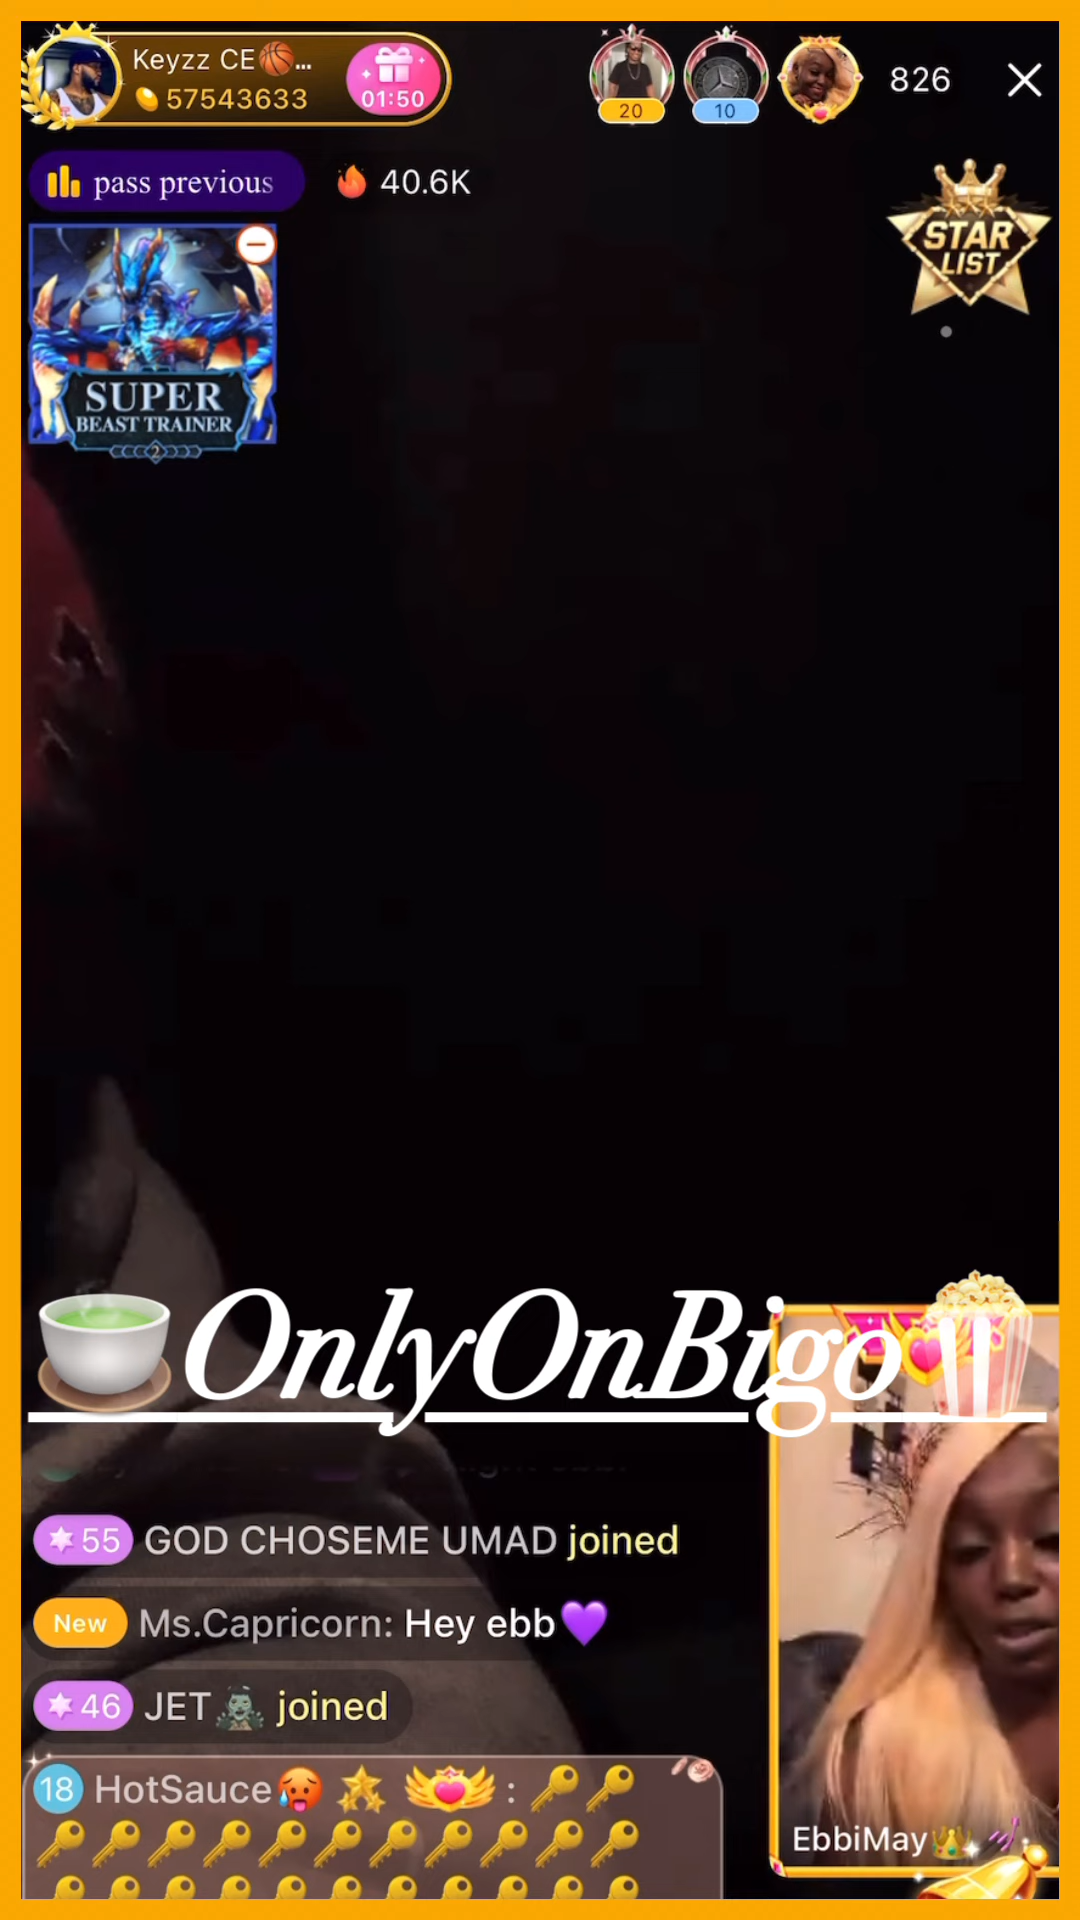 Keyzz CE🏀...
57543633
01:50
20
10
826
pass previous
🔥 40.6K
STAR
LIST
SUPER
BEAST TRAINER
2
🍵OnlyOnBigo🍿
55 GOD CHOSEME UMAD joined
New Ms.Capricorn: Hey ebb💜
46 JET🧟 joined
18 HotSauce🥵 : 🔑🔑
🔑🔑🔑🔑🔑🔑🔑🔑🔑🔑🔑
🔑🔑🔑🔑🔑🔑🔑🔑🔑🔑🔑
EbbiMay👑